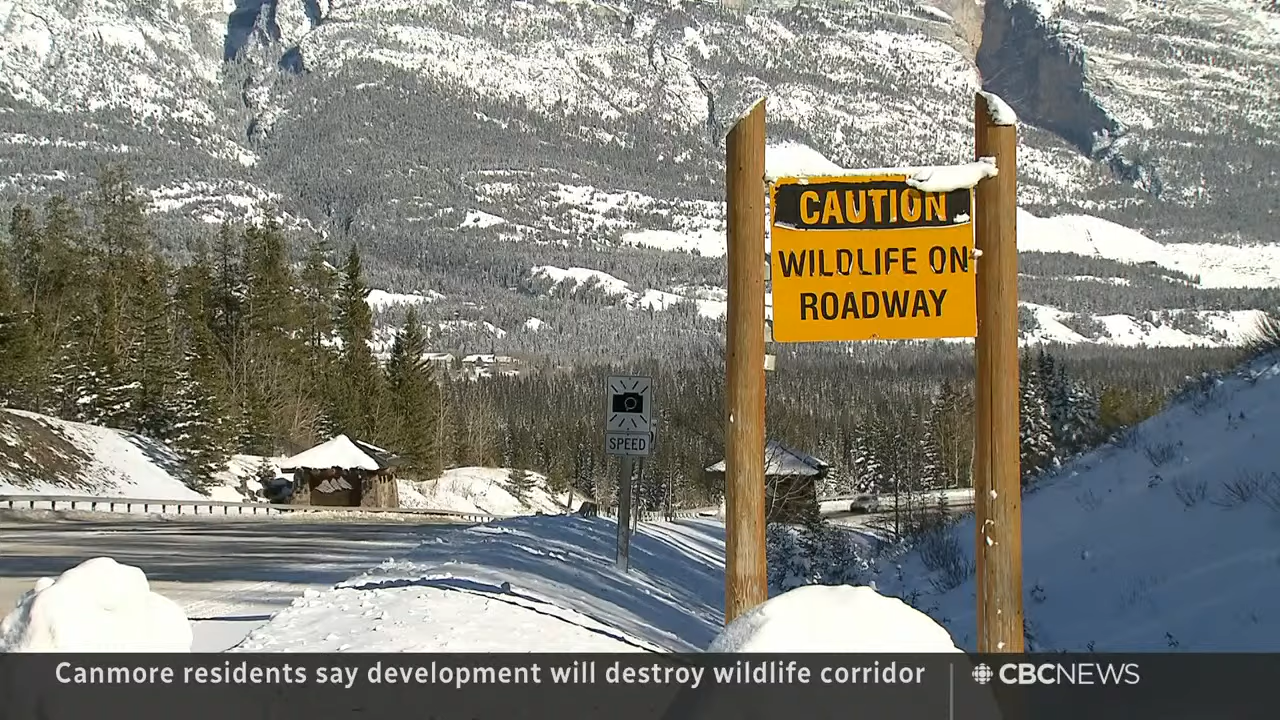 CAUTION
WILDLIFE ON
ROADWAY
SPEED
Canmore residents say development will destroy wildlife corridor
CBCNEWS